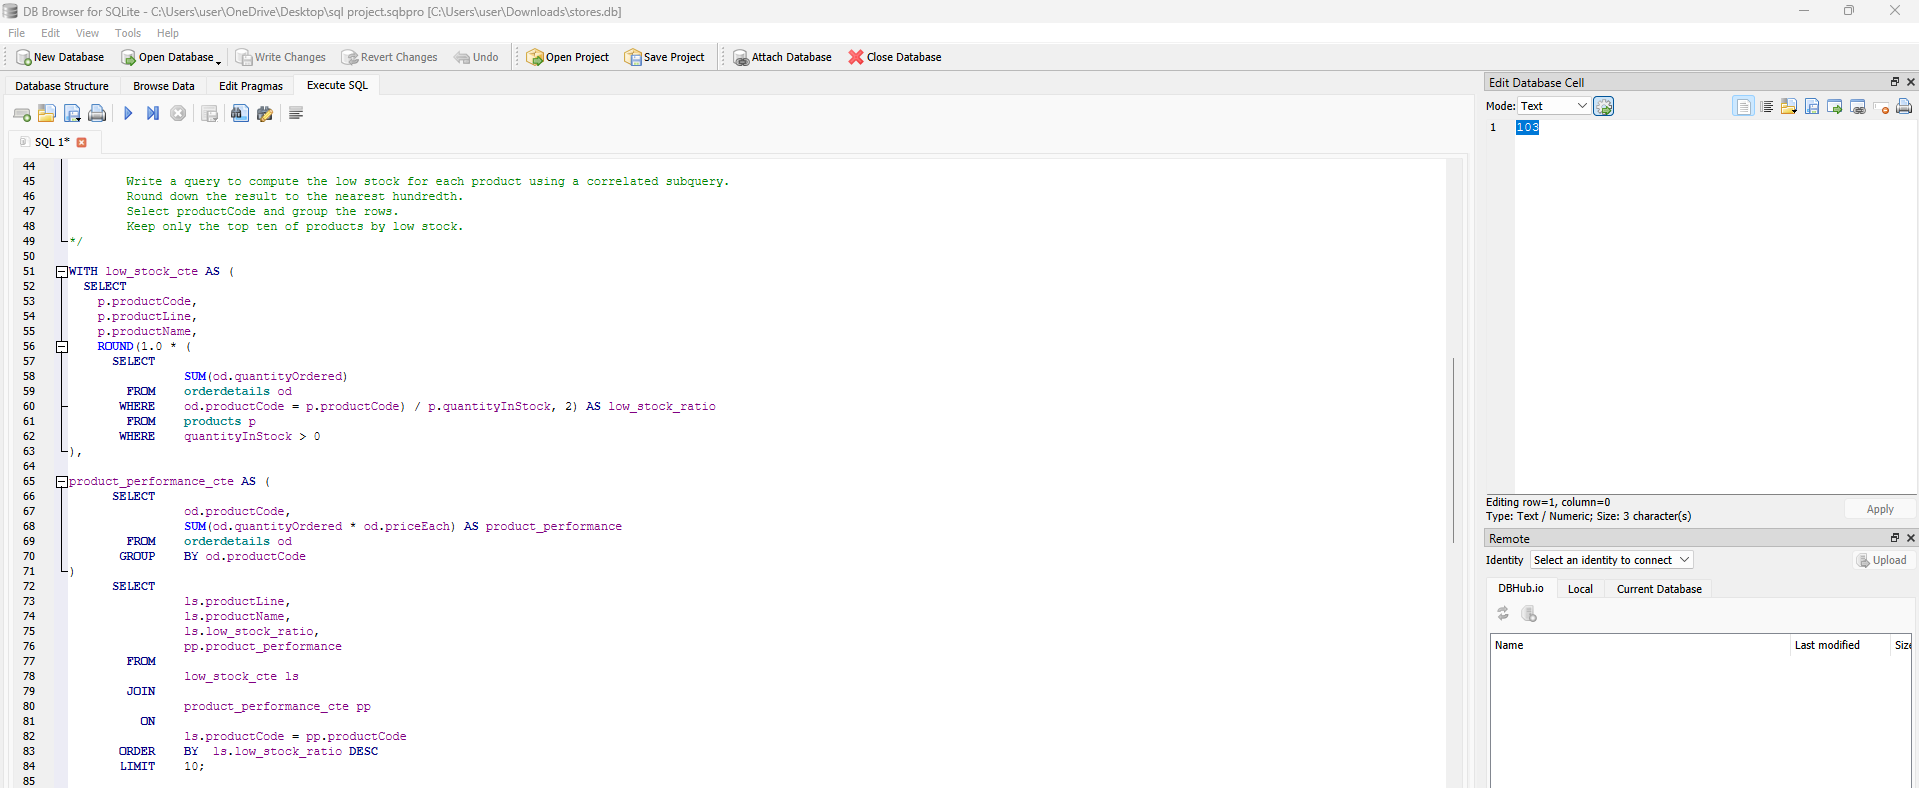 DB Browser for SQLite - C:\Users\user\OneDrive\Desktop\sql project.sqbpro [C:\Users\user\Downloads\stores.db]
File Edit View Tools Help
New Database Open Database Write Changes Revert Changes Undo Open Project Save Project Attach Database Close Database
Database Structure Browse Data Edit Pragmas Execute SQL
SQL 1*
44
45 Write a query to compute the low stock for each product using a correlated subquery.
46 Round down the result to the nearest hundredth.
47 Select productCode and group the rows.
48 Keep only the top ten of products by low stock.
49 */
50
51 WITH low_stock_cte AS (
52 SELECT
53 p.productCode,
54 p.productLine,
55 p.productName,
56 ROUND(1.0 * (
57 SELECT
58 SUM(od.quantityOrdered)
59 FROM orderdetails od
60 WHERE od.productCode = p.productCode) / p.quantityInStock, 2) AS low_stock_ratio
61 FROM products p
62 WHERE quantityInStock > 0
63 ),
64
65 product_performance_cte AS (
66 SELECT
67 od.productCode,
68 SUM(od.quantityOrdered * od.priceEach) AS product_performance
69 FROM orderdetails od
70 GROUP BY od.productCode
71 )
72 SELECT
73 ls.productLine,
74 ls.productName,
75 ls.low_stock_ratio,
76 pp.product_performance
77 FROM
78 low_stock_cte ls
79 JOIN
80 product_performance_cte pp
81 ON
82 ls.productCode = pp.productCode
83 ORDER BY ls.low_stock_ratio DESC
84 LIMIT 10;
85
Edit Database Cell
Mode: Text
1 103
Editing row=1, column=0
Type: Text / Numeric; Size: 3 character(s)
Apply
Remote
Identity Select an identity to connect Upload
DBHub.io Local Current Database
Name Last modified Size